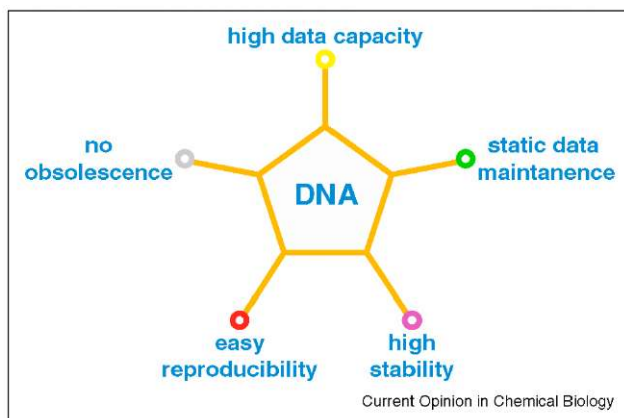 high data capacity
no
obsolescence
static data
maintanence
DNA
easy
reproducibility
high
stability
Current Opinion in Chemical Biology